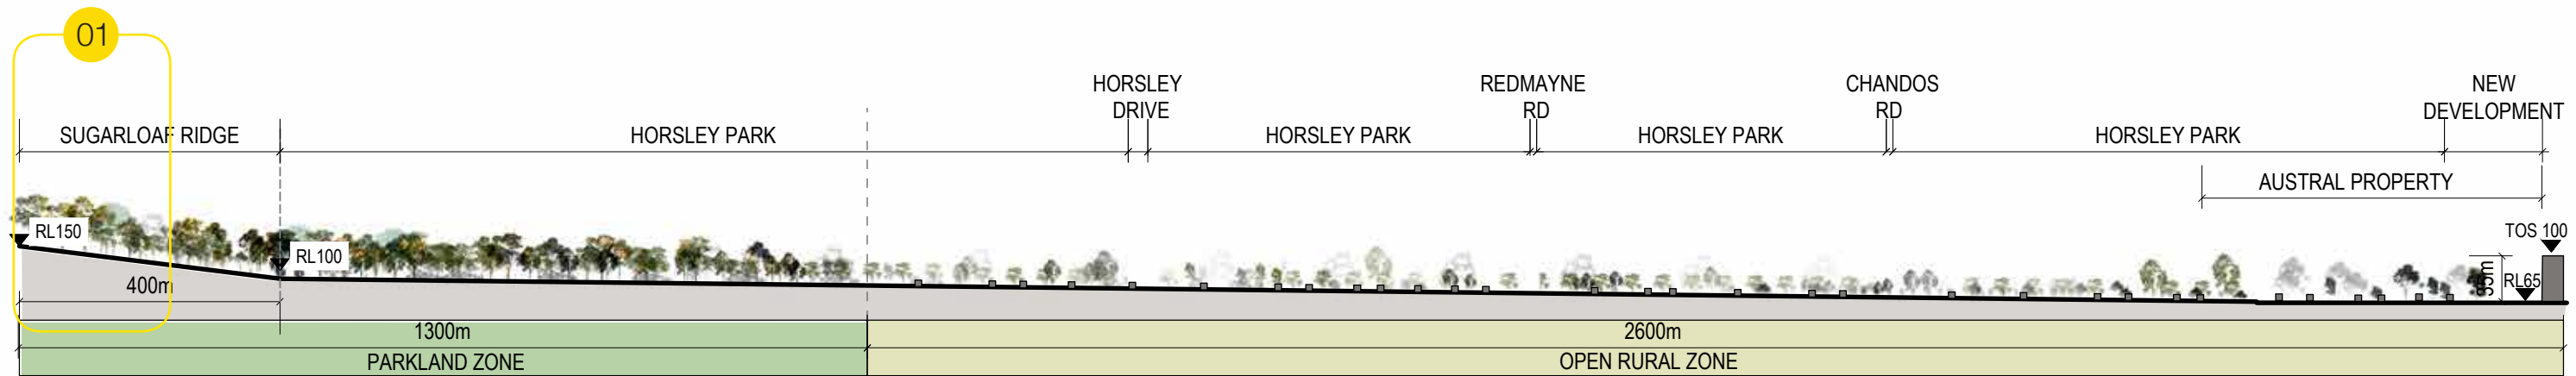 01
HORSLEY
DRIVE
REDMAYNE
RD
CHANDOS
RD
NEW
DEVELOPMENT
SUGARLOAF RIDGE
HORSLEY PARK
HORSLEY PARK
HORSLEY PARK
HORSLEY PARK
AUSTRAL PROPERTY
RL150
RL100
TOS 100
35m
RL65
400m
1300m
2600m
PARKLAND ZONE
OPEN RURAL ZONE